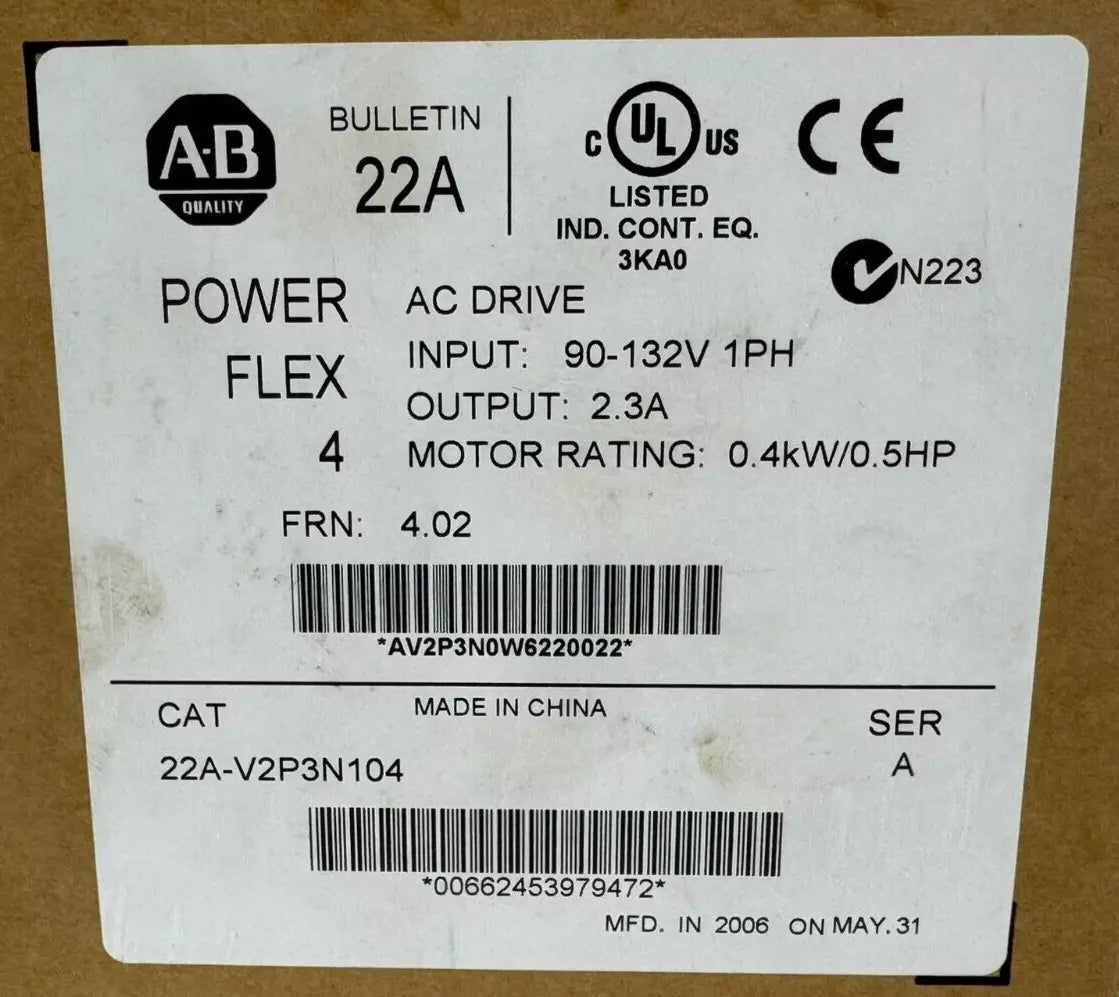 A-B
QUALITY
BULLETIN
22A
C UL US
LISTED
IND. CONT. EQ.
3KA0
CE
N223
POWER
FLEX
4
AC DRIVE
INPUT: 90-132V 1PH
OUTPUT: 2.3A
MOTOR RATING: 0.4kW/0.5HP
FRN: 4.02
*AV2P3N0W6220022*
CAT
MADE IN CHINA
SER
22A-V2P3N104
A
*00662453979472*
MFD. IN 2006 ON MAY. 31